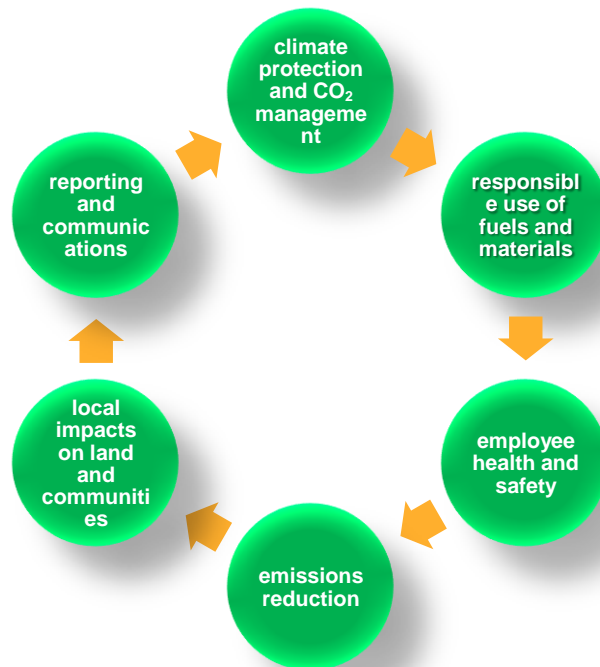 climate
protection
and CO₂
manageme
nt
responsibl
e use of
fuels and
materials
employee
health and
safety
emissions
reduction
local
impacts
on land
and
communiti
es
reporting
and
communic
ations